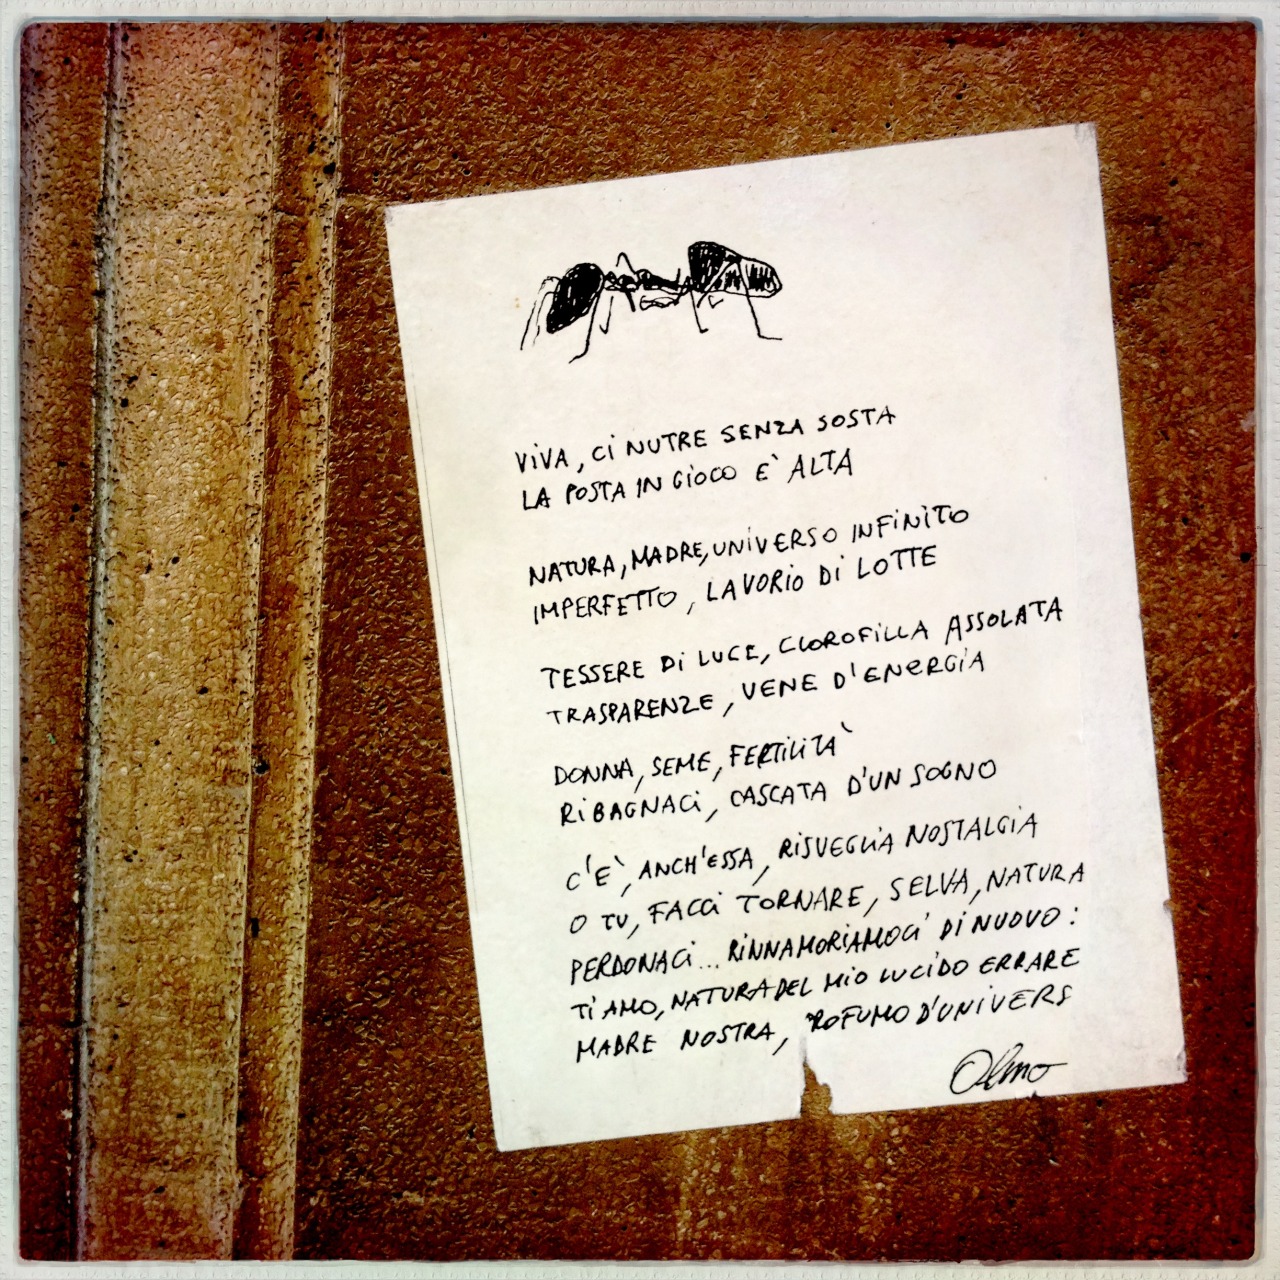 VIVA, CI NUTRE SENZA SOSTA
LA POSTA IN GIOCO E' ALTA
NATURA, MADRE, UNIVERSO INFINITO
IMPERFETTO, LAVORIO DI LOTTE
TESSERE DI LUCE, CLOROFILLA ASSOLATA
TRASPARENZE, VENE D'ENERGIA
DONNA, SEME, FERTILITÀ
RIBAGNACI, CASCATA D'UN SOGNO
C'E', ANCH'ESSA, RISVEGLIA NOSTALGIA
O TU, FACCI TORNARE, SELVA, NATURA
PERDONACI... RINNAMORIAMOCI DI NUOVO:
TI AMO, NATURA DEL MIO LUCIDO ERRARE
MADRE NOSTRA, PROFUMO D'UNIVERS
Olmo